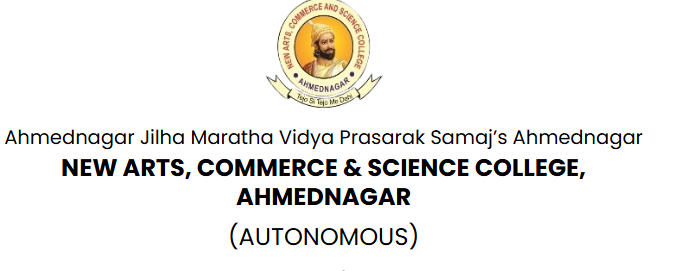 NEW ARTS, COMMERCE AND SCIENCE COLLEGE
• AHMEDNAGAR •
Tejo Si Tejo Me Dehi
Ahmednagar Jilha Maratha Vidya Prasarak Samaj’s Ahmednagar
NEW ARTS, COMMERCE & SCIENCE COLLEGE,
AHMEDNAGAR
(AUTONOMOUS)